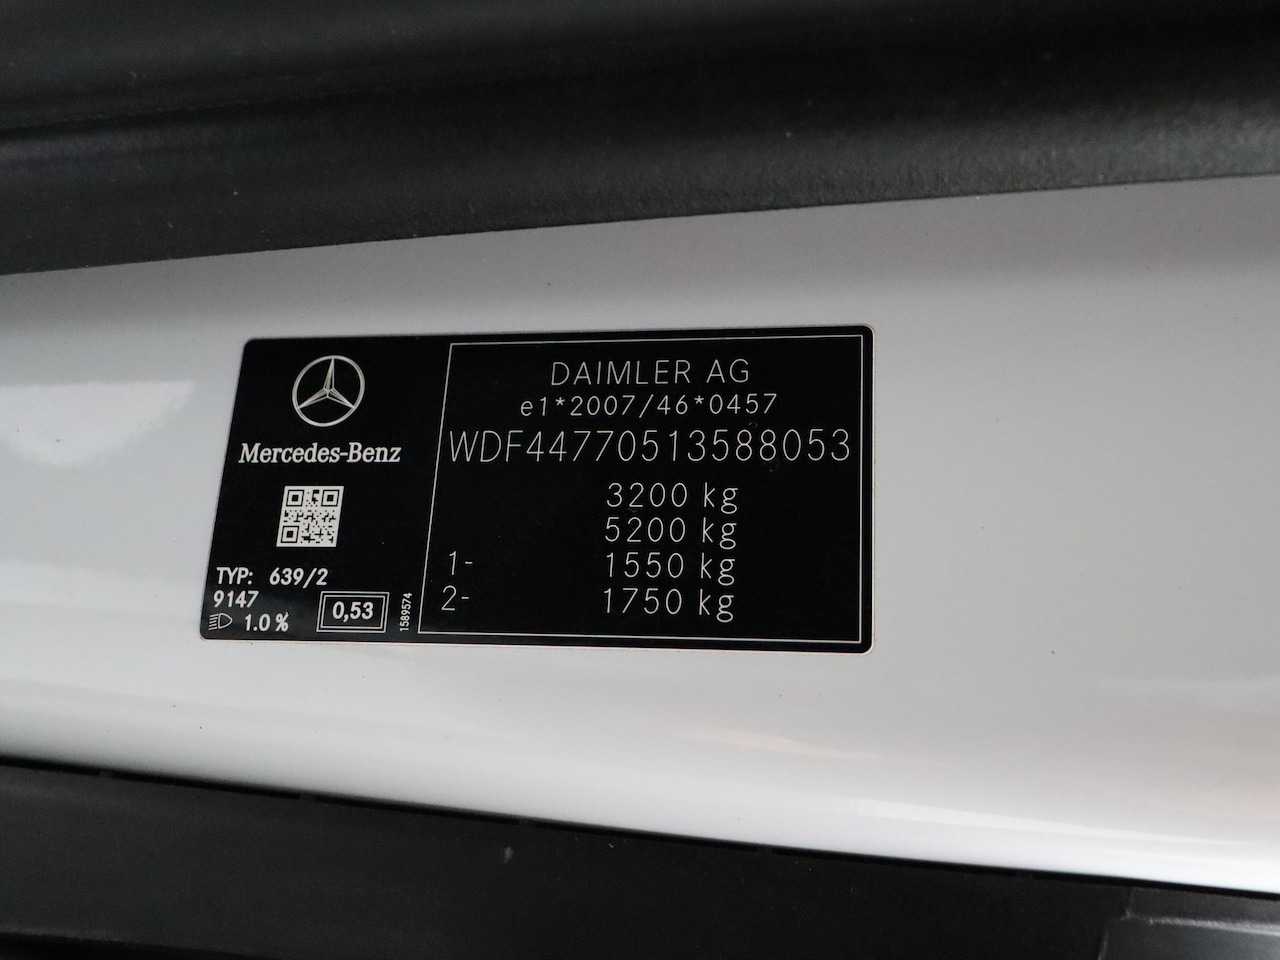 Mercedes-Benz
TYP: 639/2
9147
1.0 %
0,53
1589574
DAIMLER AG
e1*2007/46*0457
WDF44770513588053
3200 kg
5200 kg
1- 1550 kg
2- 1750 kg